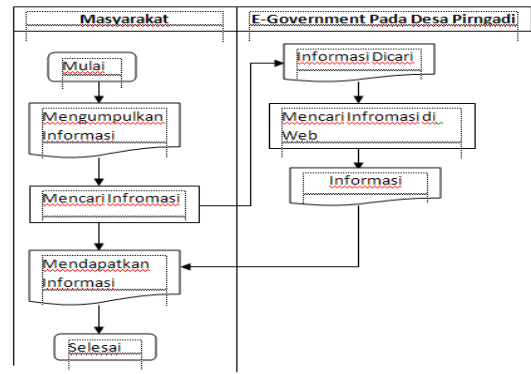 Masyarakat
E-Government Pada Desa Pirngadi
Mulai
Mengumpulkan
Informasi
Mencari Infromasi
Mendapatkan
Informasi
Selesai
Informasi Dicari
Mencari Infromasi di
Web
Informasi